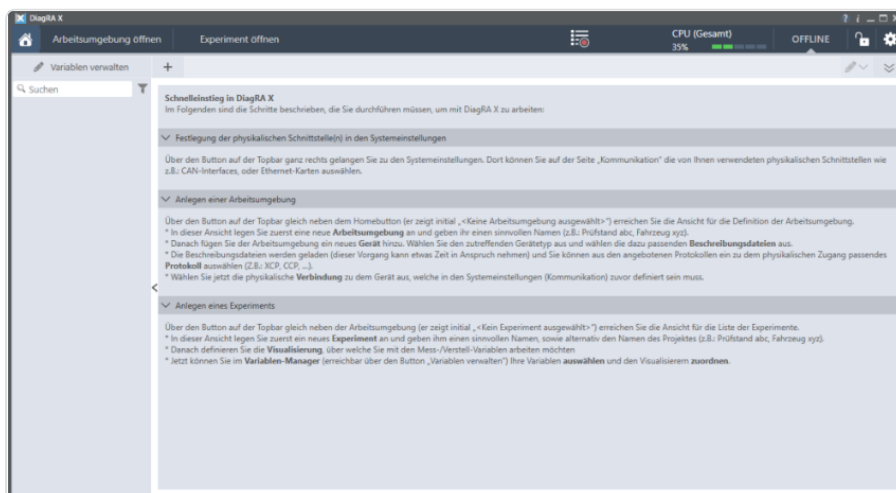 DiagRA X
? i
Arbeitsumgebung öffnen
Experiment öffnen
CPU (Gesamt)
35%
OFFLINE
Variablen verwalten
+
Suchen
Schnelleinstieg in DiagRA X
Im Folgenden sind die Schritte beschrieben, die Sie durchführen müssen, um mit DiagRA X zu arbeiten:
Festlegung der physikalischen Schnittstelle(n) in den Systemeinstellungen
Über den Button auf der Topbar ganz rechts gelangen Sie zu den Systemeinstellungen. Dort können Sie auf der Seite „Kommunikation" die von Ihnen verwendeten physikalischen Schnittstellen wie
z.B.: CAN-Interfaces, oder Ethernet-Karten auswählen.
Anlegen einer Arbeitsumgebung
Über den Button auf der Topbar gleich neben dem Homebutton (er zeigt initial „<Keine Arbeitsumgebung ausgewählt>") erreichen Sie die Ansicht für die Definition der Arbeitsumgebung.
* In dieser Ansicht legen Sie zuerst eine neue Arbeitsumgebung an und geben ihr einen sinnvollen Namen (z.B.: Prüfstand abc, Fahrzeug xyz).
* Danach fügen Sie der Arbeitsumgebung ein neues Gerät hinzu. Wählen Sie den zutreffenden Gerätetyp aus und wählen die dazu passenden Beschreibungsdateien aus.
* Die Beschreibungsdateien werden geladen (dieser Vorgang kann etwas Zeit in Anspruch nehmen) und Sie können aus den angebotenen Protokollen ein zu dem physikalischen Zugang passendes
Protokoll auswählen (Z.B.: XCP, CCP, ...).
* Wählen Sie jetzt die physikalische Verbindung zu dem Gerät aus, welche in den Systemeinstellungen (Kommunikation) zuvor definiert sein muss.
Anlegen eines Experiments
Über den Button auf der Topbar gleich neben der Arbeitsumgebung (er zeigt initial „<Kein Experiment ausgewählt>") erreichen Sie die Ansicht für die Liste der Experimente.
* In dieser Ansicht legen Sie zuerst ein neues Experiment an und geben ihm einen sinnvollen Namen, sowie alternativ den Namen des Projektes (z.B.: Prüfstand abc, Fahrzeug xyz).
* Danach definieren Sie die Visualisierung, über welche Sie mit den Mess-/Verstell-Variablen arbeiten möchten
* Jetzt können Sie im Variablen-Manager (erreichbar über den Button „Variablen verwalten") Ihre Variablen auswählen und den Visualisierern zuordnen.